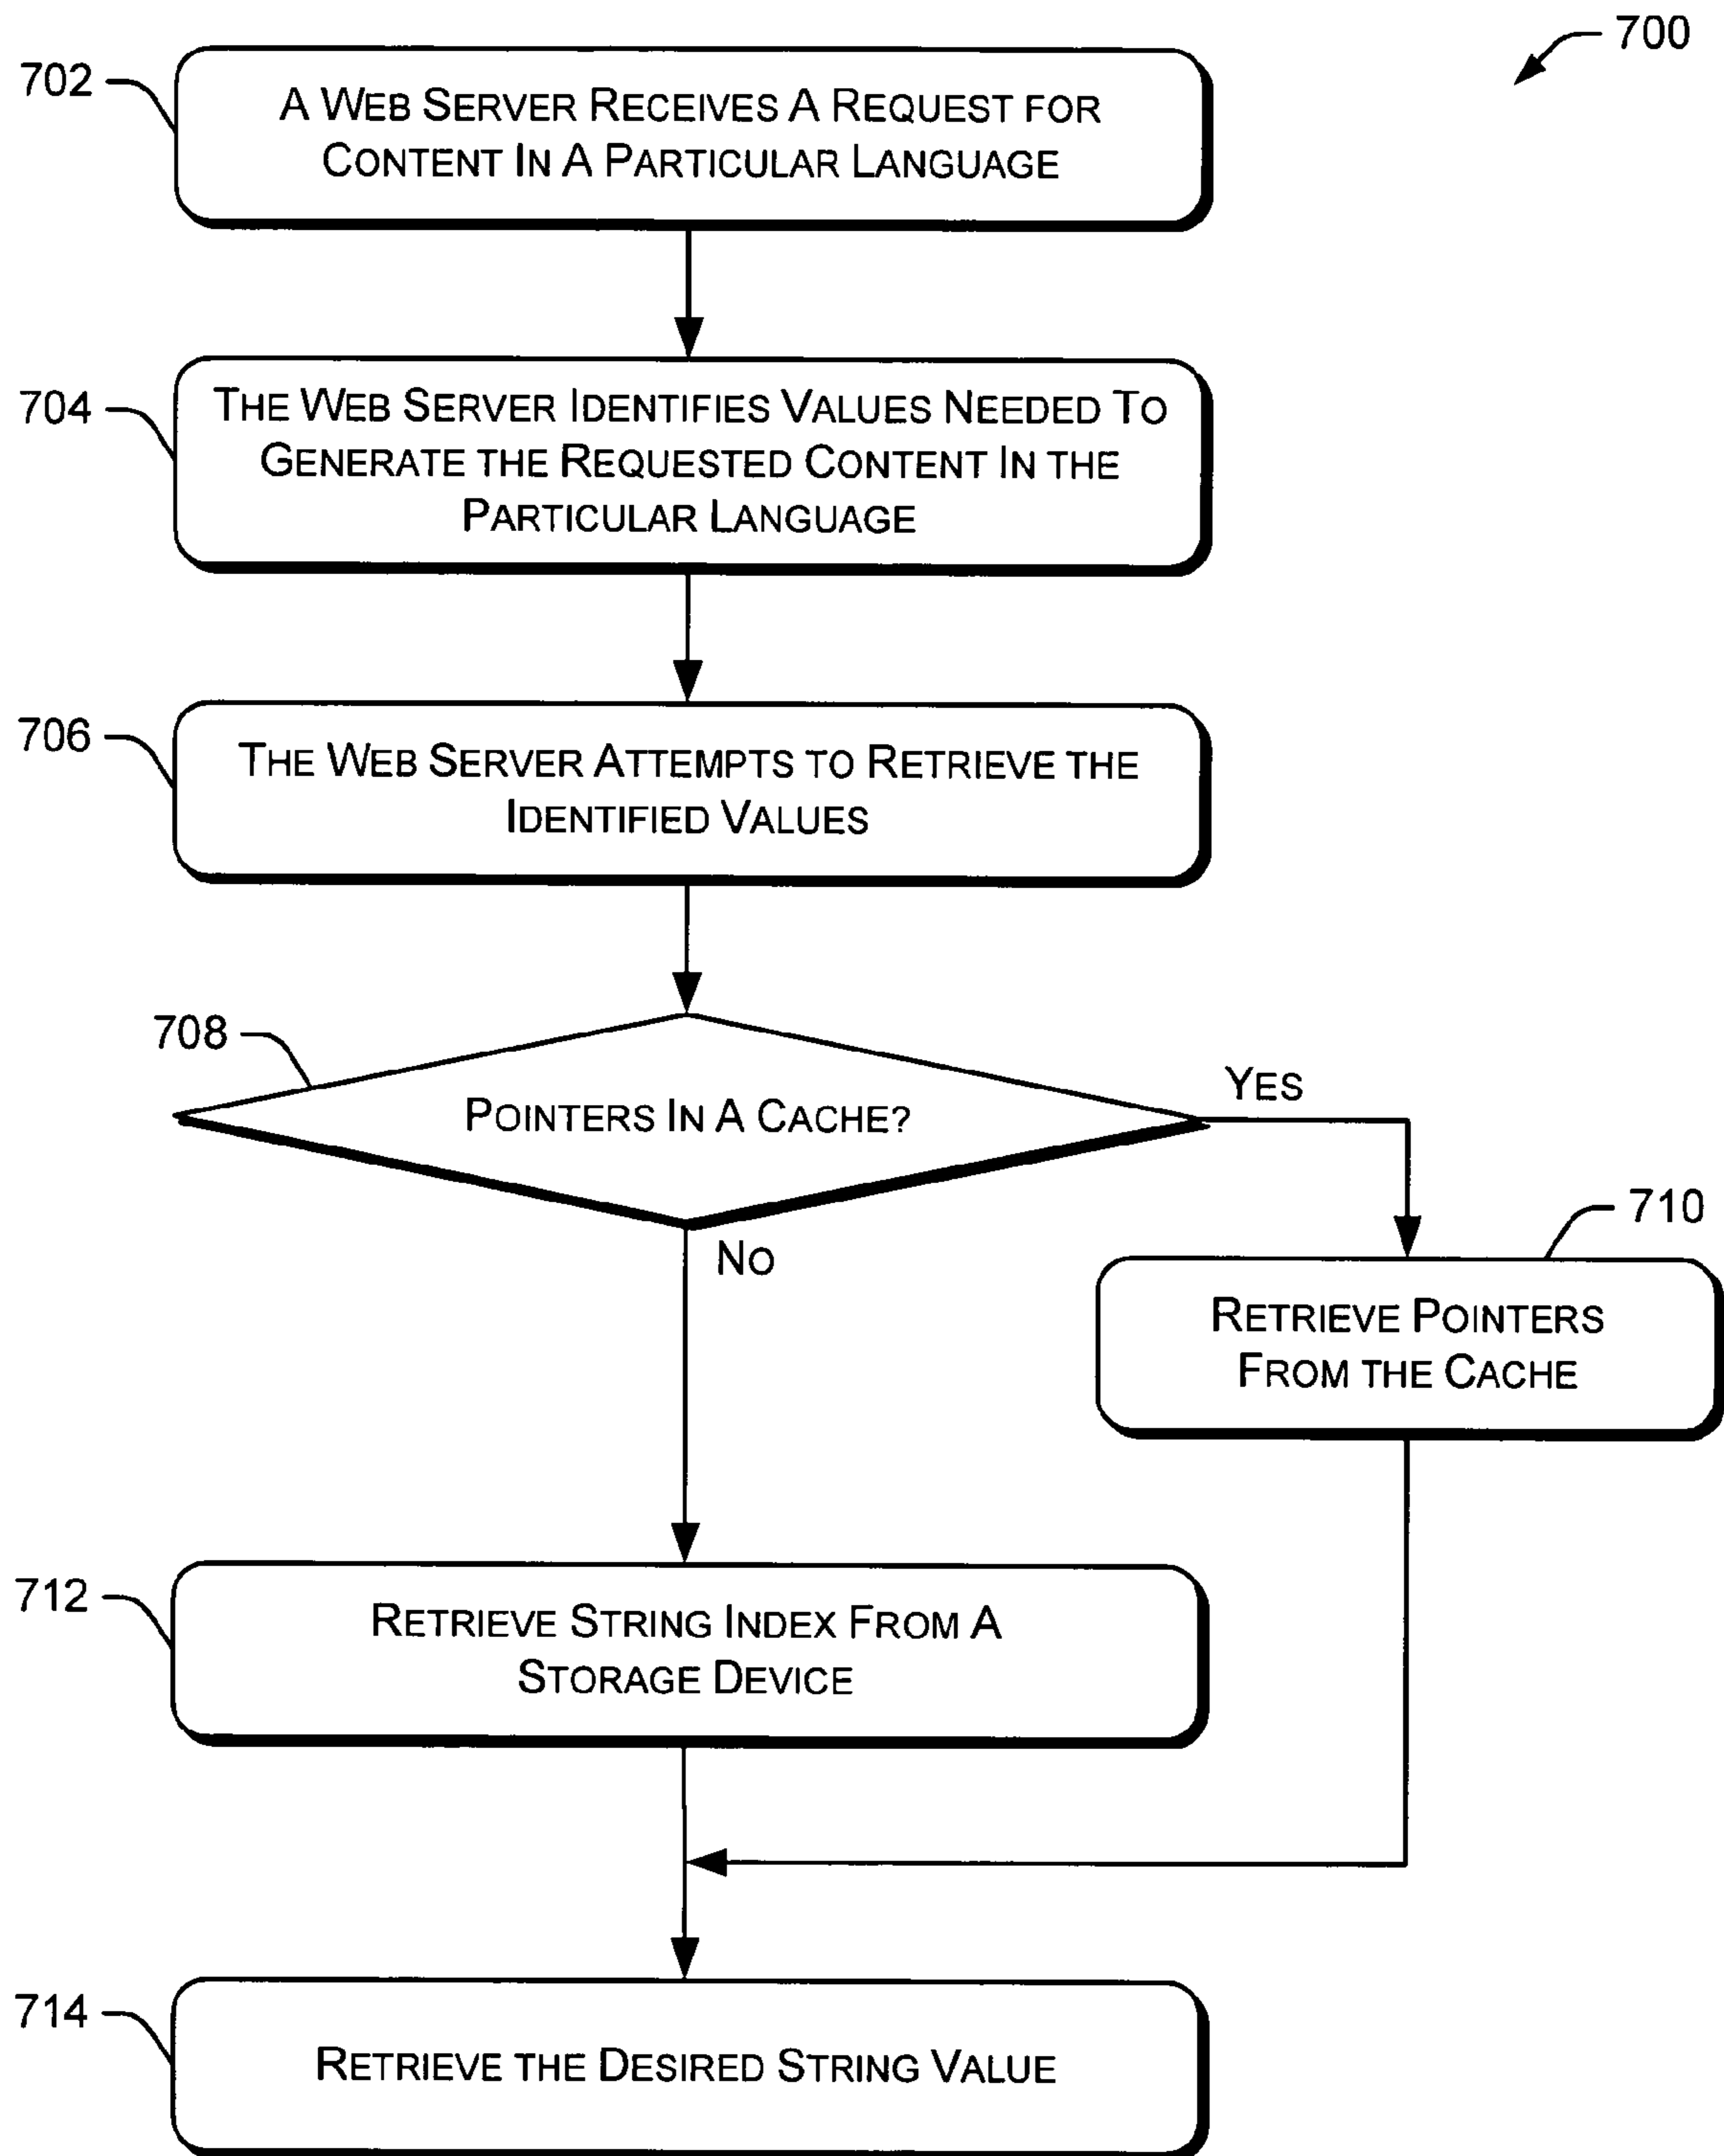 700
702
A WEB SERVER RECEIVES A REQUEST FOR
CONTENT IN A PARTICULAR LANGUAGE
704
THE WEB SERVER IDENTIFIES VALUES NEEDED TO
GENERATE THE REQUESTED CONTENT IN THE
PARTICULAR LANGUAGE
706
THE WEB SERVER ATTEMPTS TO RETRIEVE THE
IDENTIFIED VALUES
708
POINTERS IN A CACHE?
YES
NO
710
RETRIEVE POINTERS
FROM THE CACHE
712
RETRIEVE STRING INDEX FROM A
STORAGE DEVICE
714
RETRIEVE THE DESIRED STRING VALUE